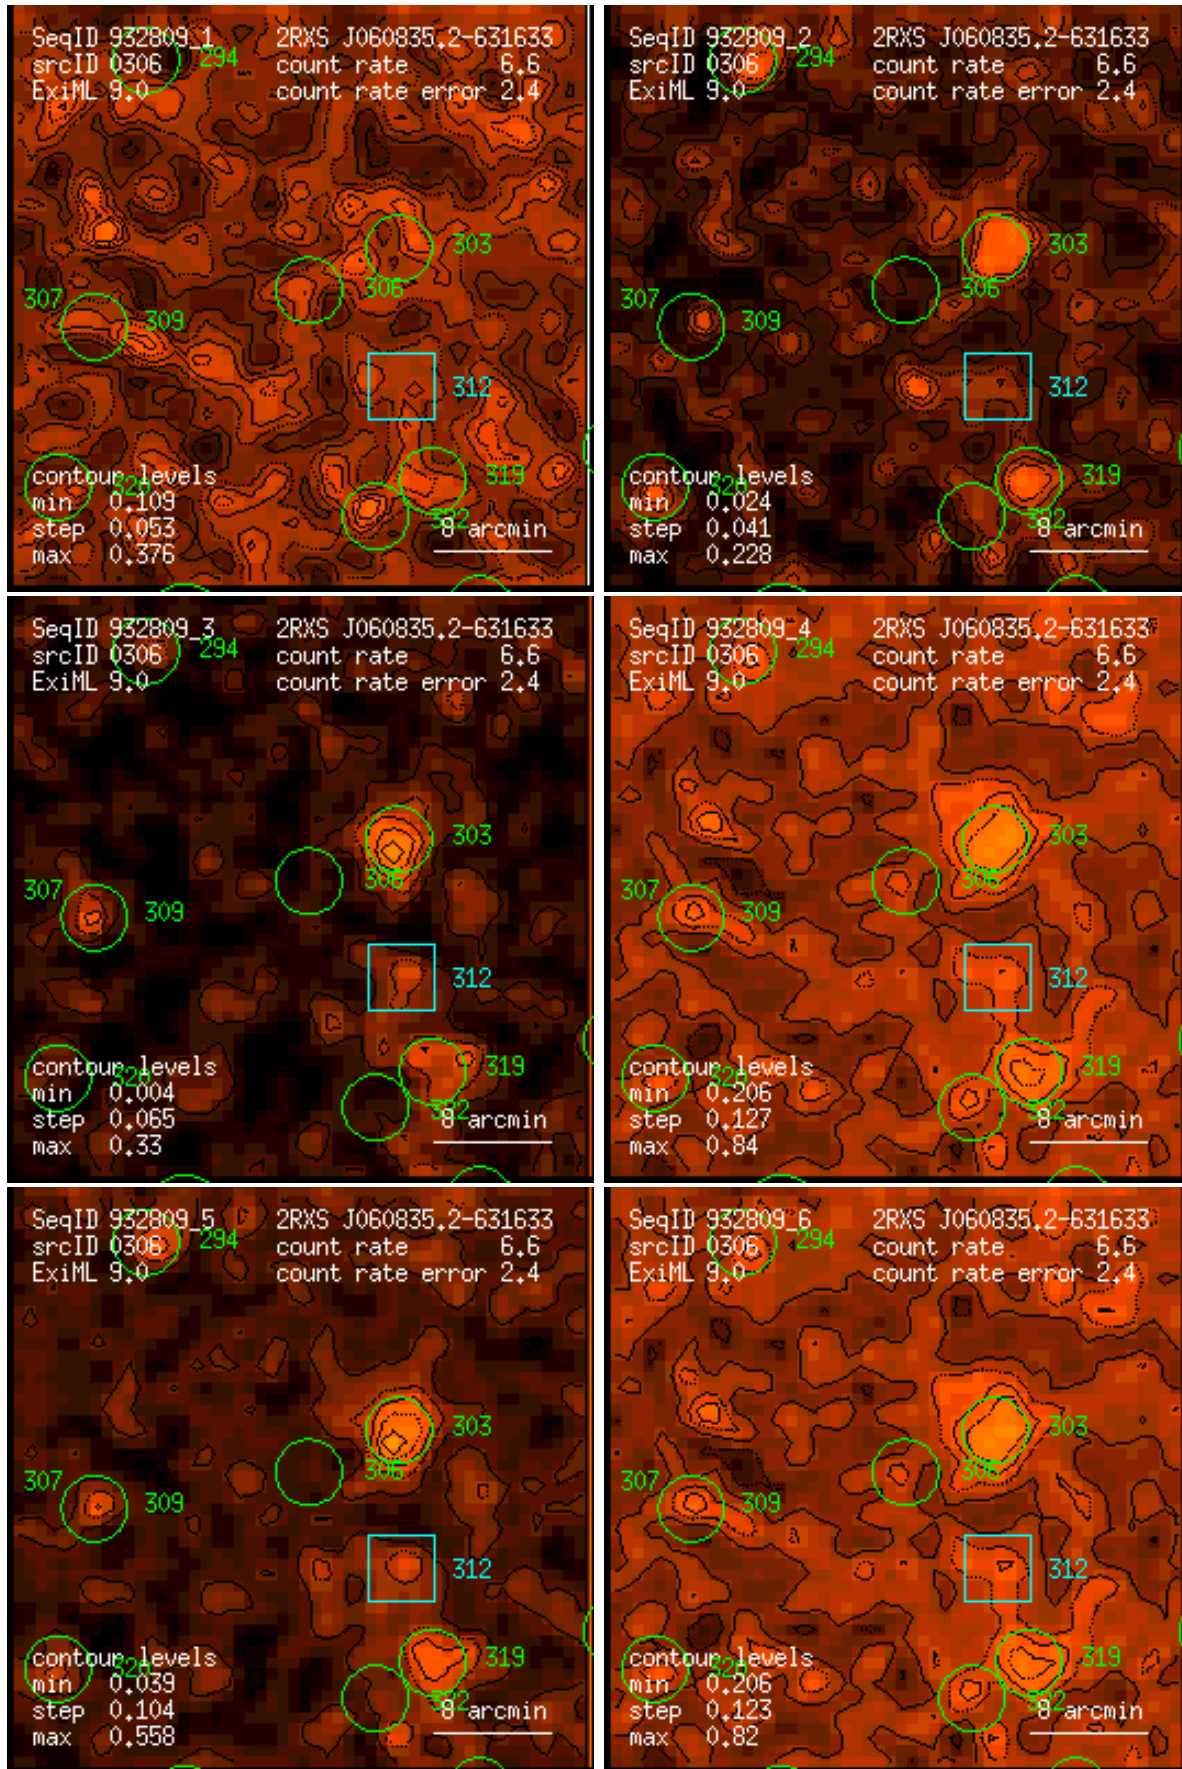 SeqID 932809_1 2RXS J060835.2-631633
srcID 0306 294 count rate 6.6
ExiML 9.0 count rate error 2.4
303
306
307
309
312
contour levels
319
min 0.109
step 0.053 8 arcmin
max 0.376
SeqID 932809_2 2RXS J060835.2-631633
srcID 0306 294 count rate 6.6
ExiML 9.0 count rate error 2.4
303
306
307
309
312
contour levels
319
min 0.024
step 0.041 8 arcmin
max 0.228
SeqID 932809_3 2RXS J060835.2-631633
srcID 0306 294 count rate 6.6
ExiML 9.0 count rate error 2.4
303
306
307
309
312
contour levels
319
min 0.004
step 0.065 8 arcmin
max 0.33
SeqID 932809_4 2RXS J060835.2-631633
srcID 0306 294 count rate 6.6
ExiML 9.0 count rate error 2.4
303
306
307
309
312
contour levels
319
min 0.206
step 0.127 8 arcmin
max 0.84
SeqID 932809_5 2RXS J060835.2-631633
srcID 0306 294 count rate 6.6
ExiML 9.0 count rate error 2.4
303
306
307
309
312
contour levels
319
min 0.039
step 0.104 8 arcmin
max 0.558
SeqID 932809_6 2RXS J060835.2-631633
srcID 0306 294 count rate 6.6
ExiML 9.0 count rate error 2.4
303
306
307
309
312
contour levels
319
min 0.206
step 0.123 8 arcmin
max 0.82